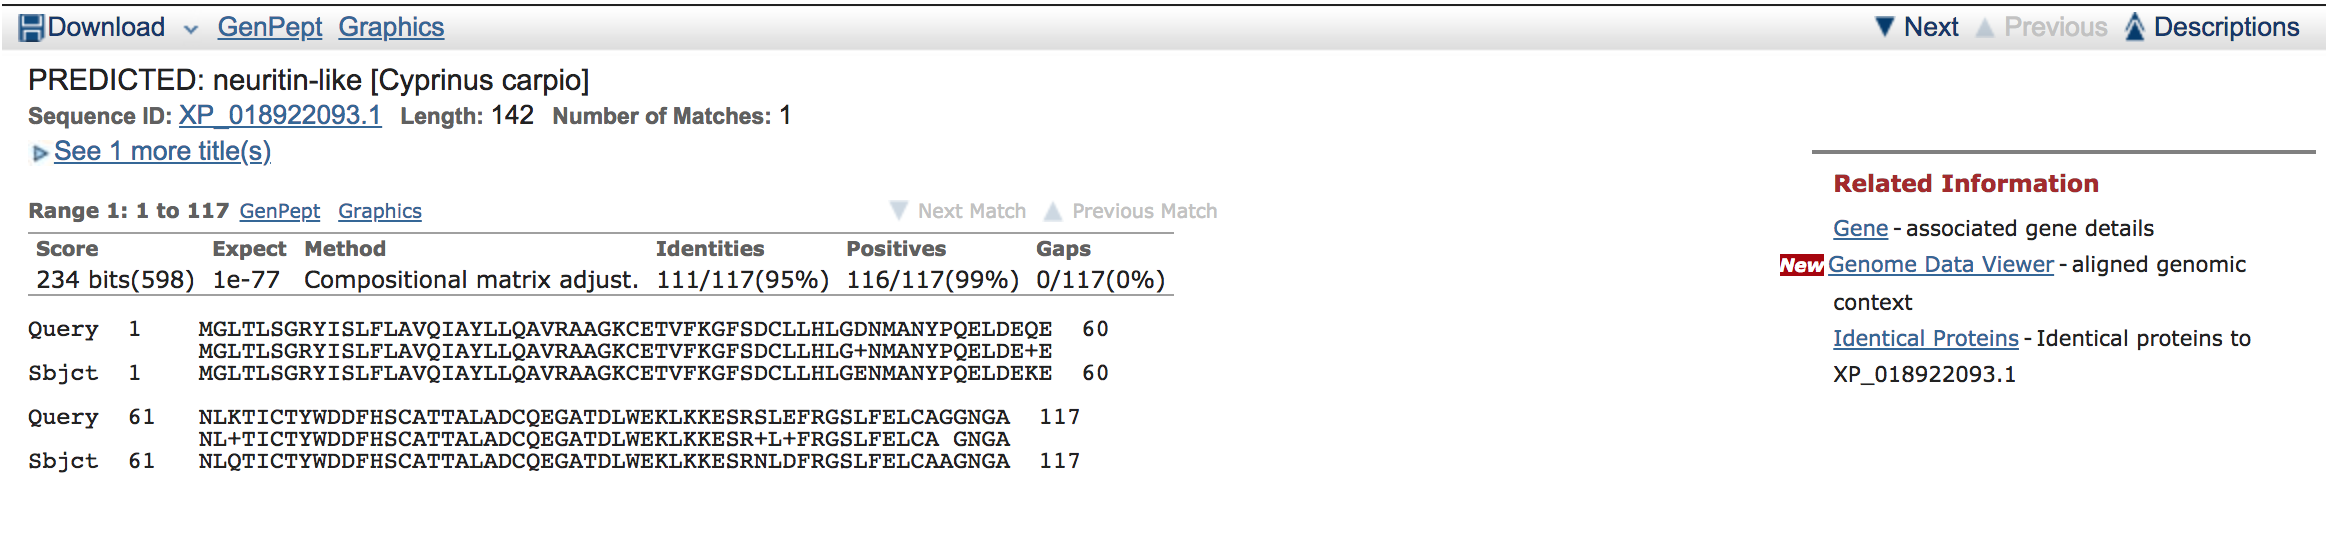 Download GenPept Graphics Next Previous Descriptions
PREDICTED: neuritin-like [Cyprinus carpio]
Sequence ID: XP_018922093.1 Length: 142 Number of Matches: 1
See 1 more title(s)
Range 1: 1 to 117 GenPept Graphics Next Match Previous Match
Score Expect Method Identities Positives Gaps
234 bits(598) 1e-77 Compositional matrix adjust. 111/117(95%) 116/117(99%) 0/117(0%)
Query 1 MGLTLSGRYISLFLAVQIAYLLQAVRAAGKCETVFKGFSDCLLHLGDNMANYPQELDEQE 60
MGLTLSGRYISLFLAVQIAYLLQAVRAAGKCETVFKGFSDCLLHLG+NMANYPQELDE+E
Sbjct 1 MGLTLSGRYISLFLAVQIAYLLQAVRAAGKCETVFKGFSDCLLHLGENMANYPQELDEKE 60
Query 61 NLKTICTYWDDFHSCATTALADCQEGATDLWEKLKKESRSLEFRGSLFELCAGGNGA 117
NL+TICTYWDDFHSCATTALADCQEGATDLWEKLKKESR+L+FRGSLFELCA GNGA
Sbjct 61 NLQTICTYWDDFHSCATTALADCQEGATDLWEKLKKESRNLDFRGSLFELCAAGNGA 117
Related Information
Gene - associated gene details
New Genome Data Viewer - aligned genomic
context
Identical Proteins - Identical proteins to
XP_018922093.1